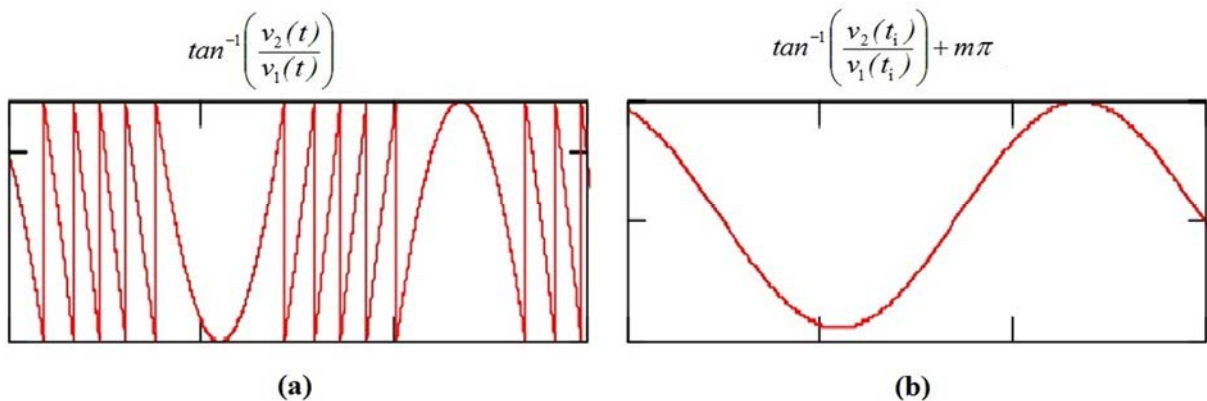 tan⁻¹(v₂(t)/v₁(t))
tan⁻¹(v₂(tᵢ)/v₁(tᵢ)) + mπ
(a)
(b)